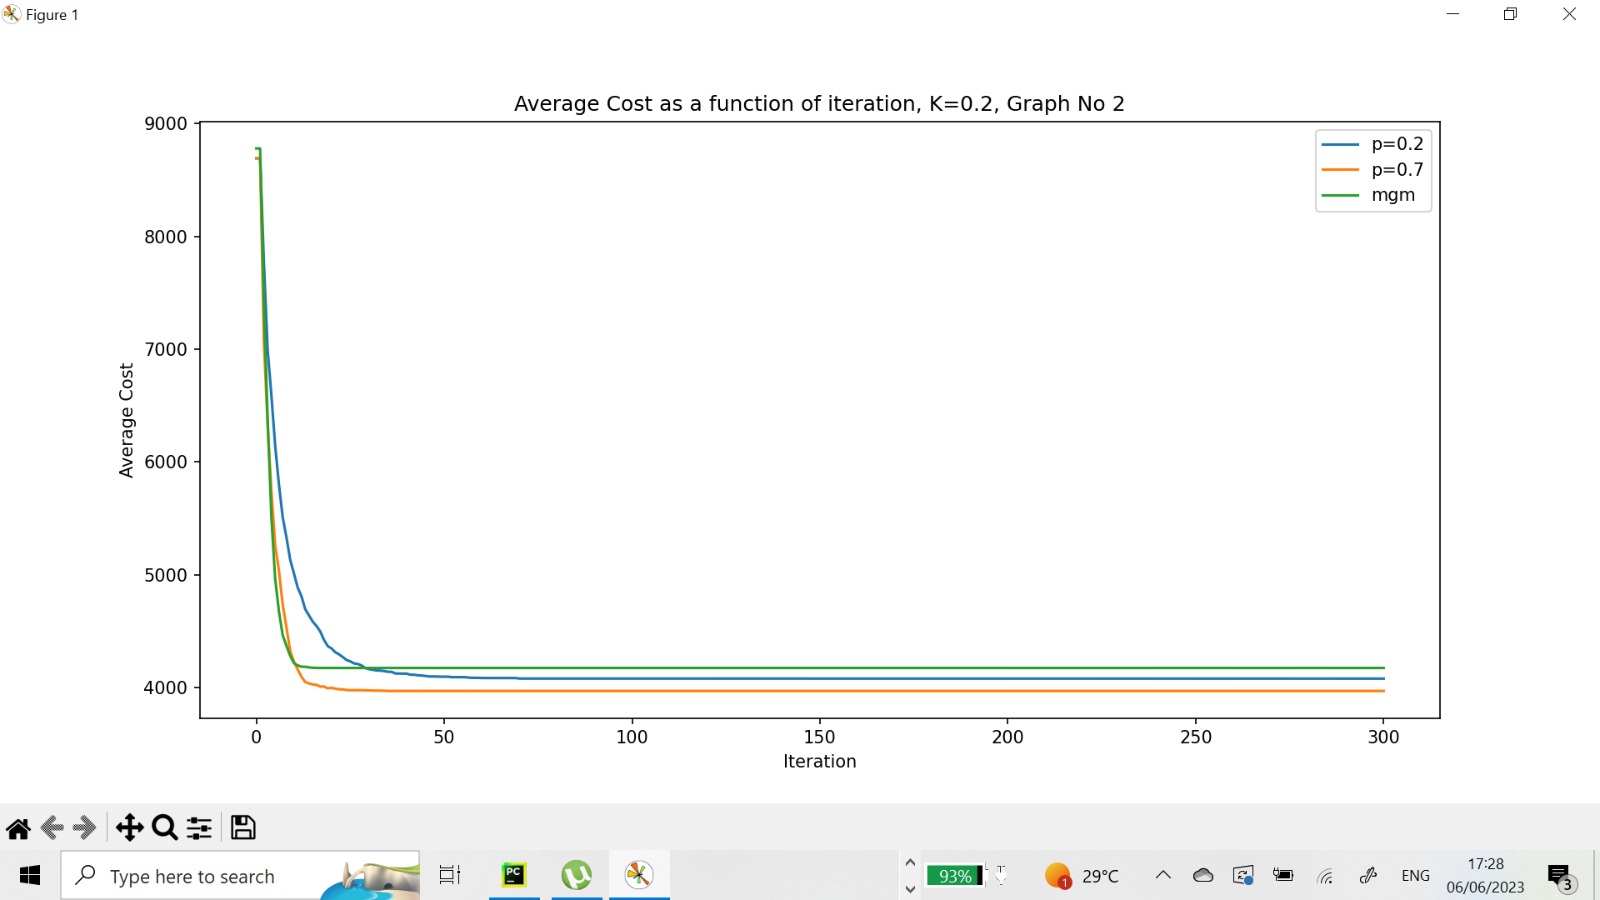 Figure 1
Average Cost as a function of iteration, K=0.2, Graph No 2
9000
8000
7000
6000
5000
4000
Average Cost
p=0.2
p=0.7
mgm
0 50 100 150 200 250 300
Iteration
Type here to search
PC
93%
1
29°C
ENG
17:28
06/06/2023
3